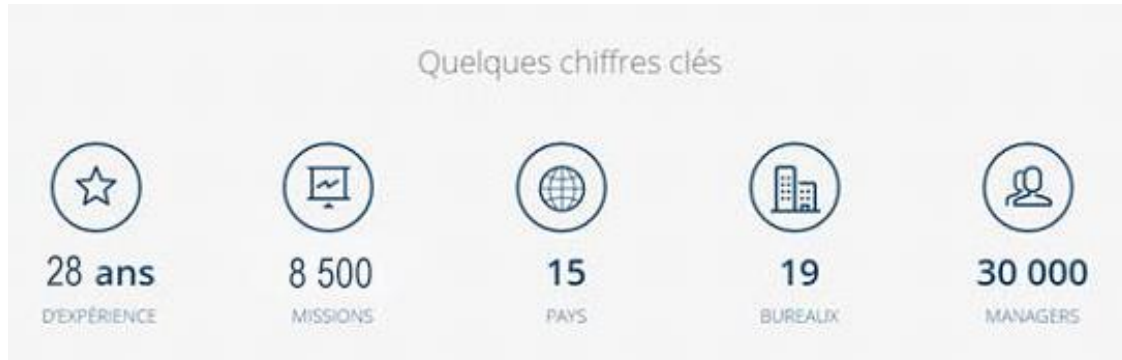 Quelques chiffres clés
28 ans
D'EXPÉRIENCE
8 500
MISSIONS
15
PAYS
19
BUREAUX
30 000
MANAGERS